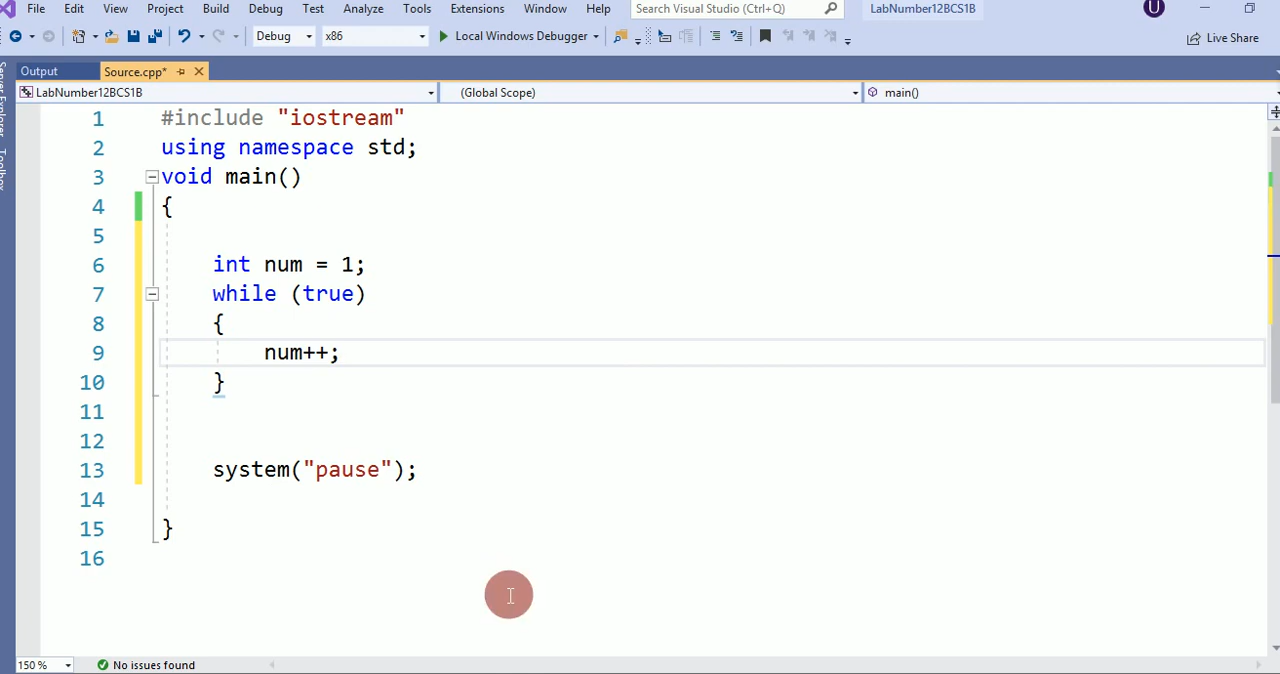 File Edit View Project Build Debug Test Analyze Tools Extensions Window Help Search Visual Studio (Ctrl+Q) LabNumber12BCS1B U
Debug x86 Local Windows Debugger Live Share
Server Explorer Toolbox
Output Source.cpp*
LabNumber12BCS1B (Global Scope) main()
1 #include "iostream"
2 using namespace std;
3 void main()
4 {
5
6 int num = 1;
7 while (true)
8 {
9 num++;
10 }
11
12
13 system("pause");
14
15 }
16
150 % No issues found